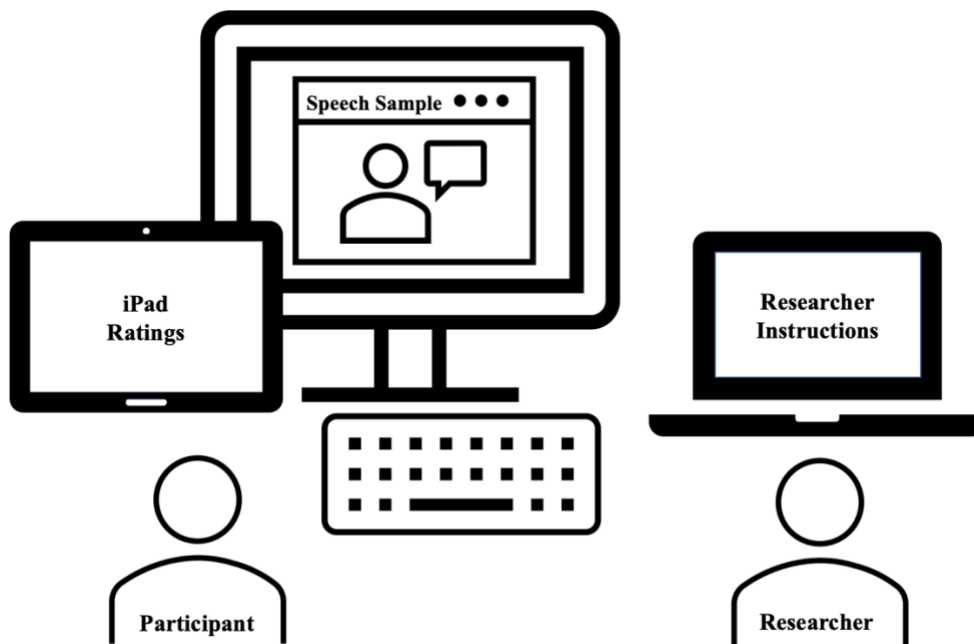 Speech Sample
iPad
Ratings
Researcher
Instructions
Participant
Researcher